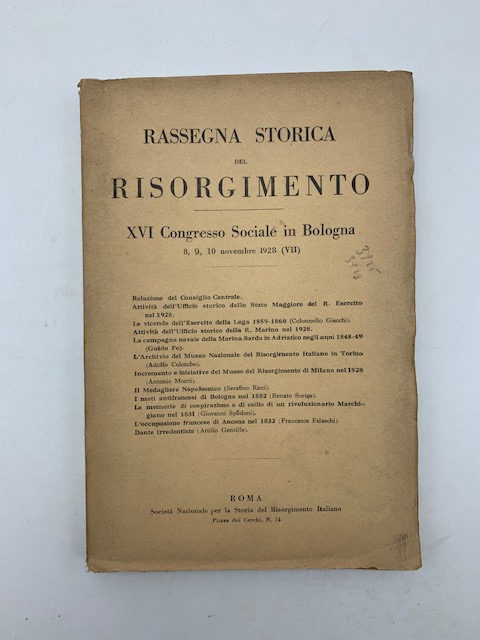 RASSEGNA STORICA
DEL
RISORGIMENTO
XVI Congresso Sociale in Bologna
8, 9, 10 novembre 1928 (VII)
Relazione del Consiglio Centrale.
Attività dell'Ufficio storico dello Stato Maggiore del R. Esercito
nel 1928.
Le vicende dell'Esercito della Lega 1859-1860 (Colonnello Giacchi).
Attività dell'Ufficio storico della R. Marina nel 1928.
La campagna navale della Marina Sarda in Adriatico negli anni 1848-49
(Guido Po).
L'Archivio del Museo Nazionale del Risorgimento Italiano in Torino
(Adolfo Colombo).
Incremento e iniziative del Museo del Risorgimento di Milano nel 1928
(Antonio Monti).
Il Medagliere Napoleonico (Serafino Ricci).
I moti antifrancesi di Bologna nel 1802 (Renato Soriga).
Le memorie di cospirazione e di esilio di un rivoluzionario Marchi-
giano nel 1831 (Giovanni Spadoni).
L'occupazione francese di Ancona nel 1832 (Francesca Falaschi).
Dante irredentista (Attilio Gentille).
ROMA
Società Nazionale per la Storia del Risorgimento Italiano
Piazza dei Cerchi, N. 14